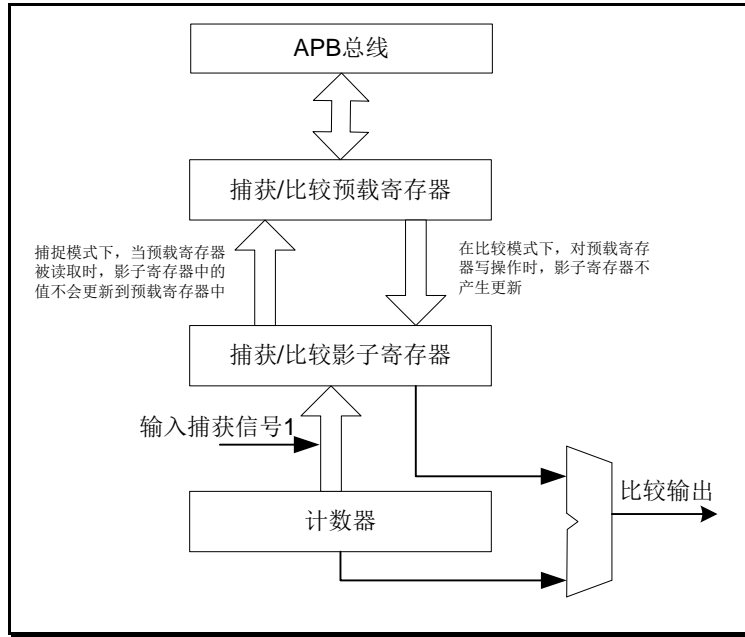 APB总线
捕获/比较预载寄存器
捕捉模式下，当预载寄存器
被读取时，影子寄存器中的
值不会更新到预载寄存器中
在比较模式下，对预载寄存
器写操作时，影子寄存器不
产生更新
捕获/比较影子寄存器
输入捕获信号1
计数器
比较输出